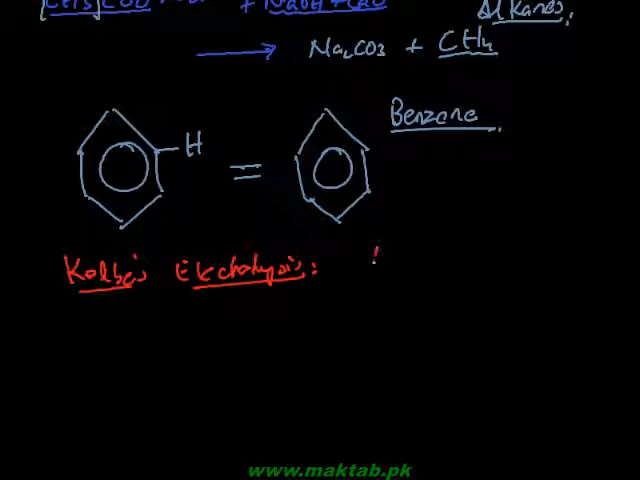 + NaOH + CaO
Alkanes.
Na2CO3 + CH4
H
=
Benzene
Kolbe's Electrolysis:
www.maktab.pk